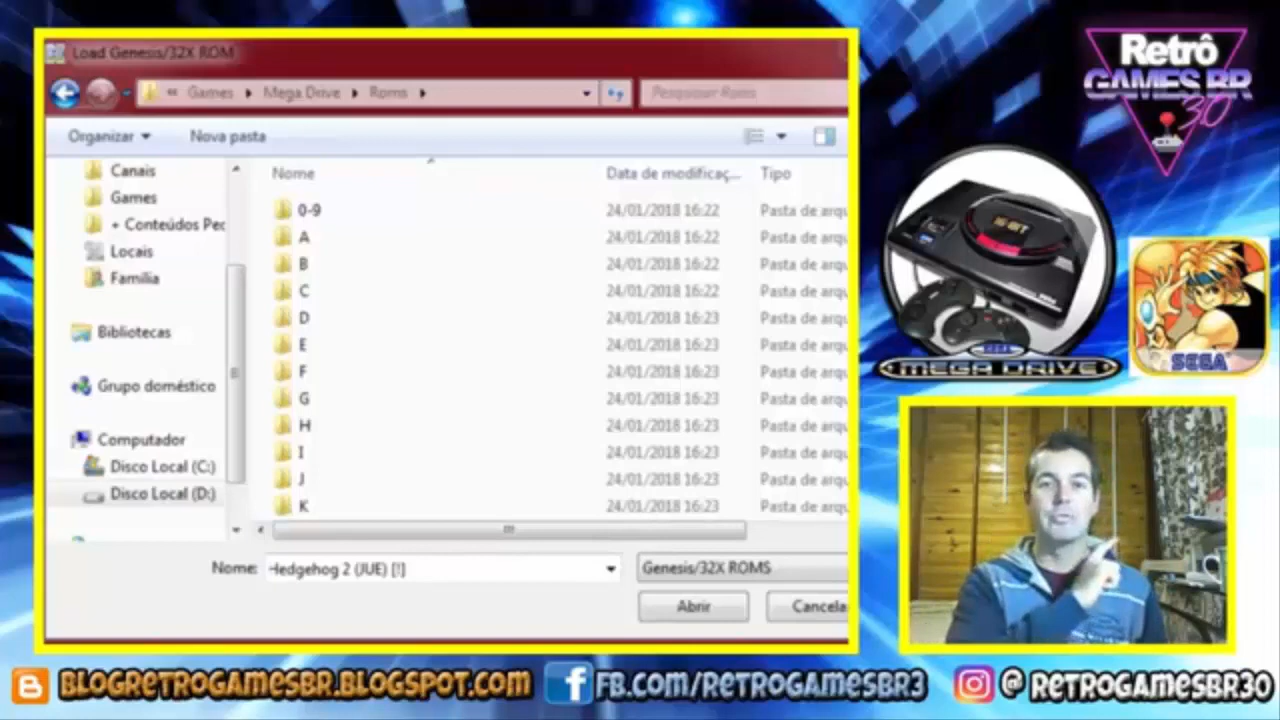 Load Genesis/32X ROM
« Games ▸ Mega Drive ▸ Roms ▸
Pesquisar Roms
Organizar
Nova pasta
Canais
Games
+ Conteúdos Pec
Locais
Família
Bibliotecas
Grupo doméstico
Computador
Disco Local (C:)
Disco Local (D:)
Nome Data de modificaç... Tipo
0-9 24/01/2018 16:22 Pasta de arqu
A 24/01/2018 16:22 Pasta de arqu
B 24/01/2018 16:22 Pasta de arqu
C 24/01/2018 16:22 Pasta de arqu
D 24/01/2018 16:23 Pasta de arqu
E 24/01/2018 16:23 Pasta de arqu
F 24/01/2018 16:23 Pasta de arqu
G 24/01/2018 16:23 Pasta de arqu
H 24/01/2018 16:23 Pasta de arqu
I 24/01/2018 16:23 Pasta de arqu
J 24/01/2018 16:23 Pasta de arqu
K 24/01/2018 16:23 Pasta de arqu
Nome: Hedgehog 2 (JUE) [!]
Genesis/32X ROMS
Abrir
Cancela
Retrô
GAMES BR
30
16-BIT
SEGA
MEGA DRIVE
SEGA
BLOGRETROGAMESBR.BLOGSPOT.COM
FB.COM/RETROGAMESBR3
@RETROGAMESBR30